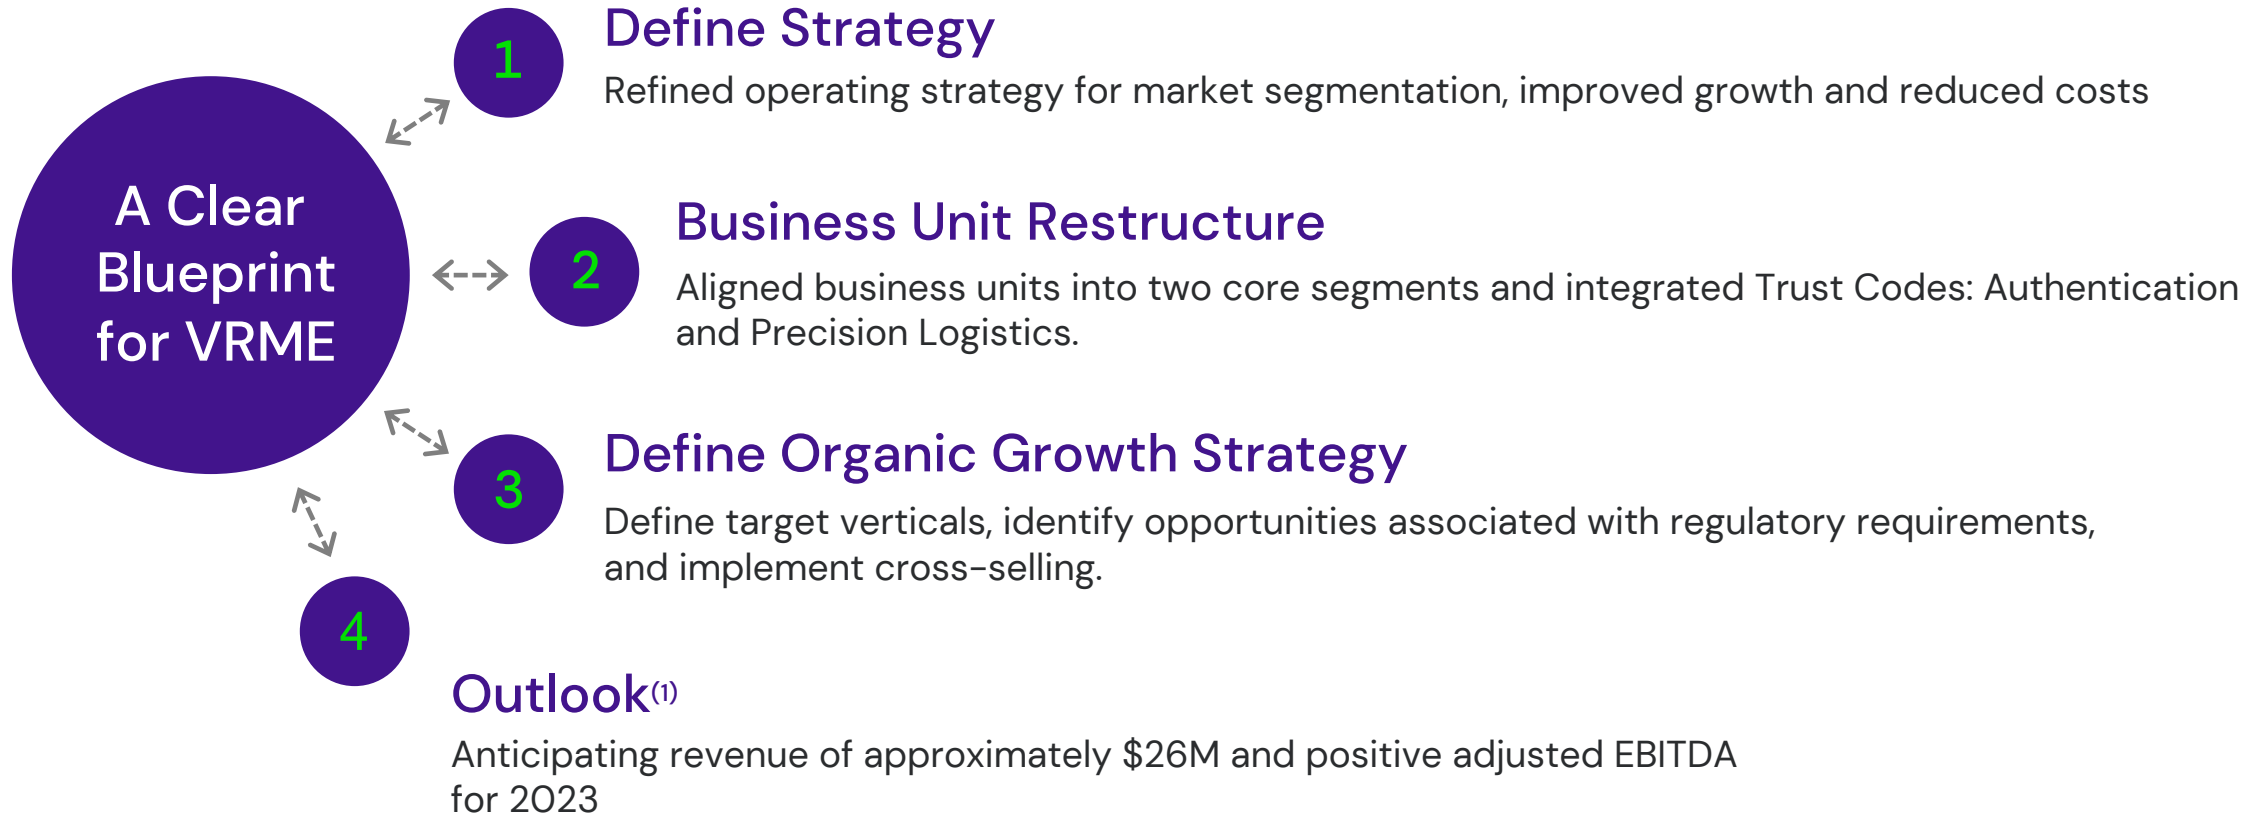 A Clear
Blueprint
for VRME
1
Define Strategy
Refined operating strategy for market segmentation, improved growth and reduced costs
2
Business Unit Restructure
Aligned business units into two core segments and integrated Trust Codes: Authentication
and Precision Logistics.
3
Define Organic Growth Strategy
Define target verticals, identify opportunities associated with regulatory requirements,
and implement cross-selling.
4
Outlook(1)
Anticipating revenue of approximately $26M and positive adjusted EBITDA
for 2023